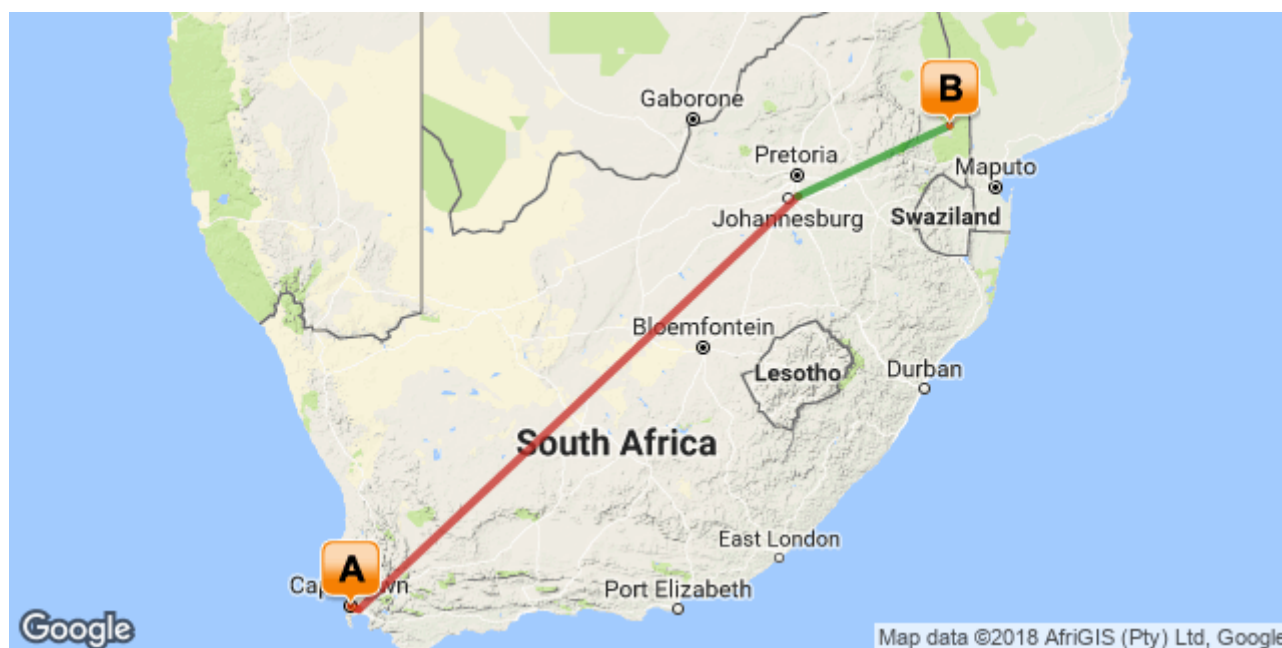 B
Gaborone
Pretoria
Maputo
Johannesburg
Swaziland
Bloemfontein
Lesotho
Durban
South Africa
East London
A
Port Elizabeth
Google
Map data ©2018 AfriGIS (Pty) Ltd, Google